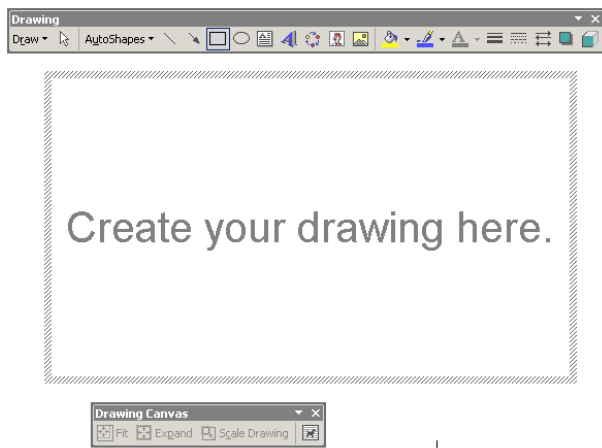 Drawing
Draw AutoShapes
Create your drawing here.
Drawing Canvas
Fit Expand Scale Drawing